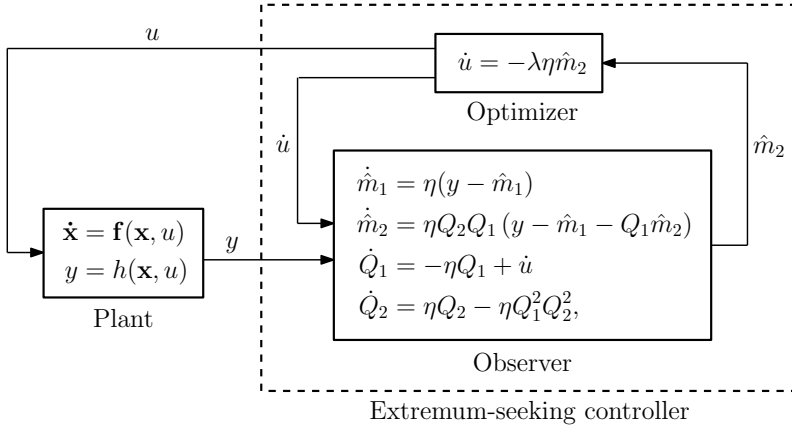 u
u̇ = −ληm̂₂
Optimizer
u̇
m̂₂
ṁ̂₁ = η(y − m̂₁)
ṁ̂₂ = ηQ₂Q₁ (y − m̂₁ − Q₁m̂₂)
Q̇₁ = −ηQ₁ + u̇
Q̇₂ = ηQ₂ − ηQ₁²Q₂²,
Observer
ẋ = f(x, u)
y = h(x, u)
Plant
y
Extremum-seeking controller